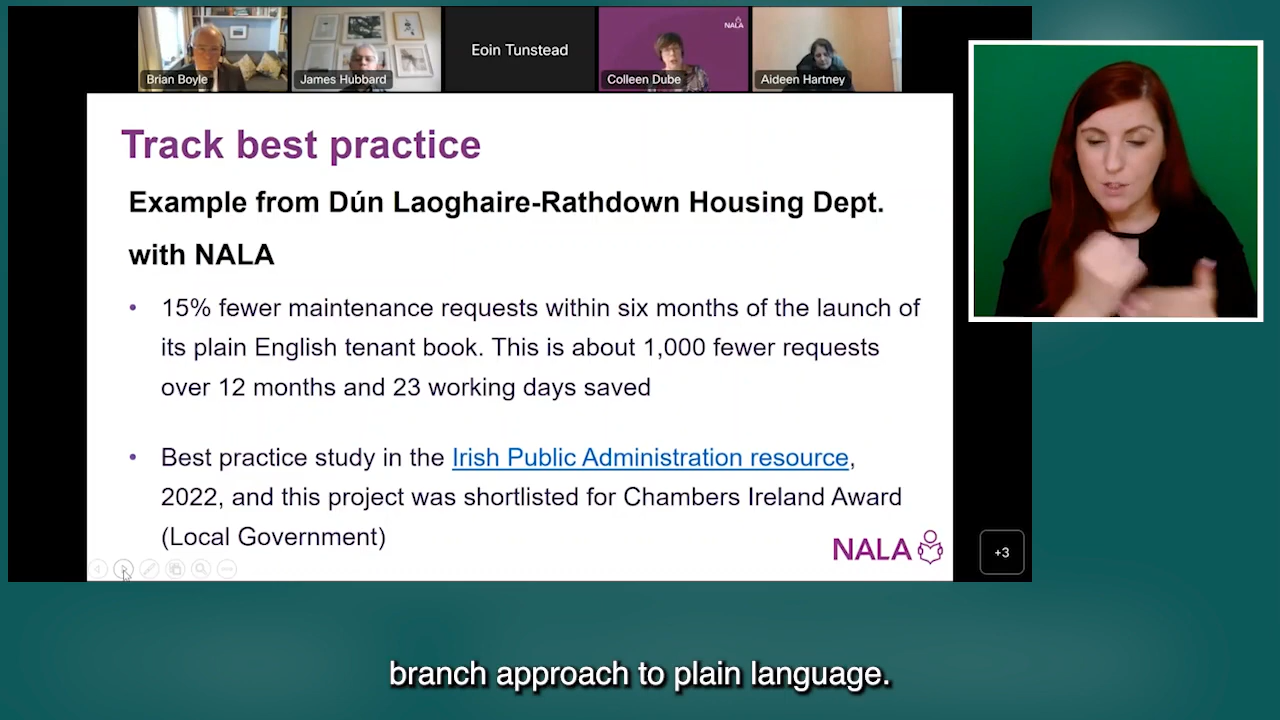 NALA
Eoin Tunstead
Brian Boyle
James Hubbard
Colleen Dube
Aideen Hartney
Track best practice
Example from Dún Laoghaire-Rathdown Housing Dept.
with NALA
• 15% fewer maintenance requests within six months of the launch of
its plain English tenant book. This is about 1,000 fewer requests
over 12 months and 23 working days saved
• Best practice study in the Irish Public Administration resource,
2022, and this project was shortlisted for Chambers Ireland Award
(Local Government)
NALA
+3
branch approach to plain language.